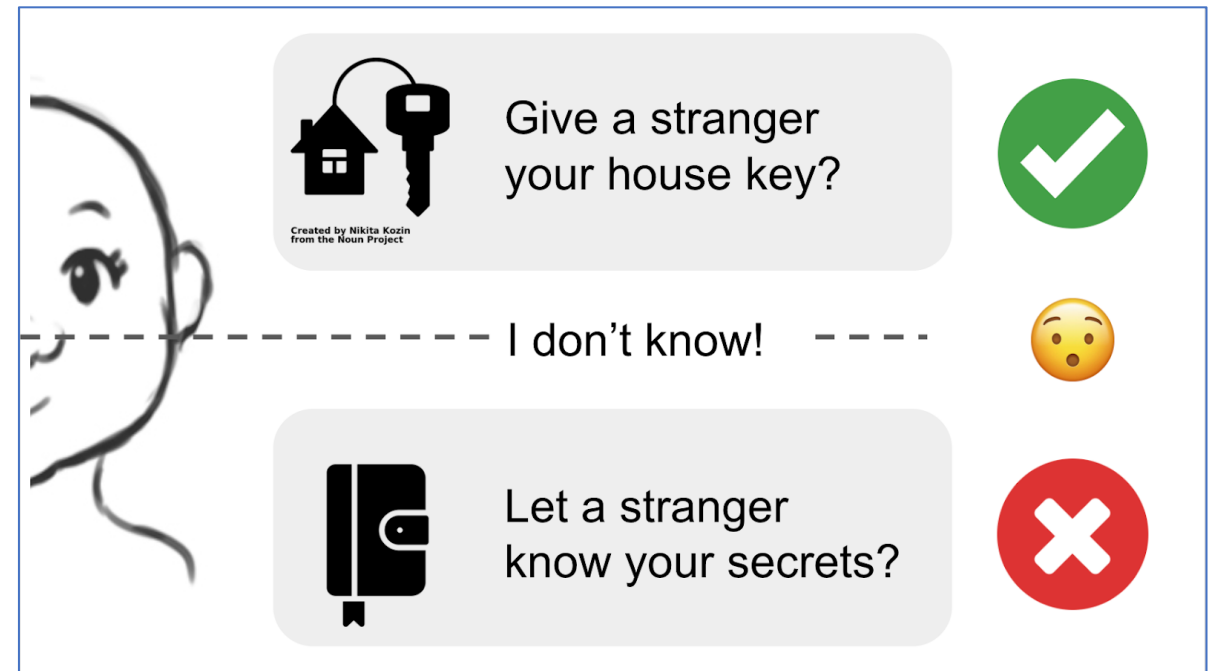 Give a stranger
your house key?
Created by Nikita Kozin
from the Noun Project
I don’t know!
Let a stranger
know your secrets?